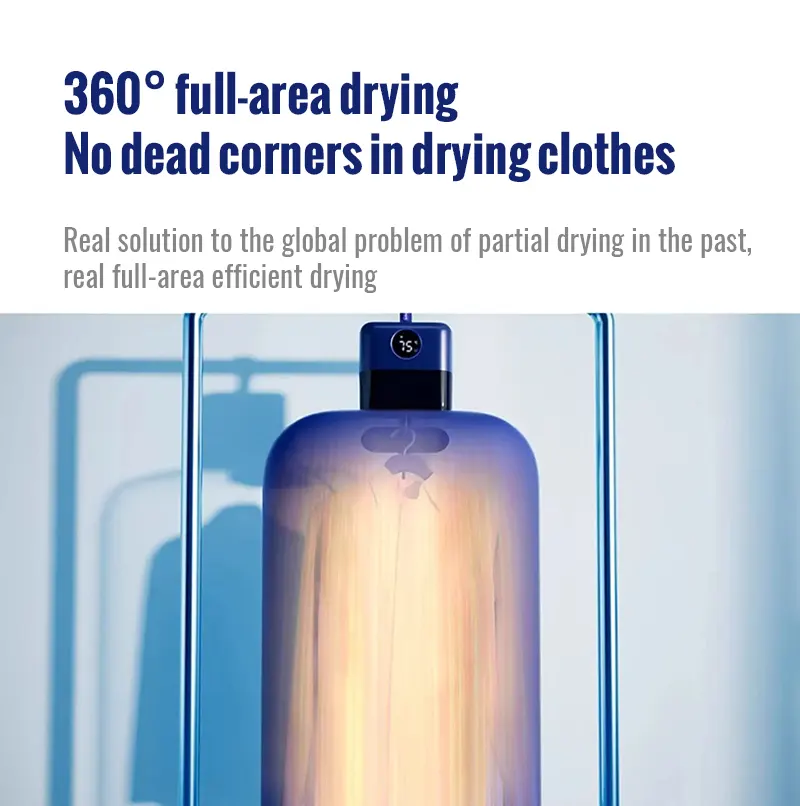 360° full-area drying
No dead corners in drying clothes
Real solution to the global problem of partial drying in the past,
real full-area efficient drying
75°